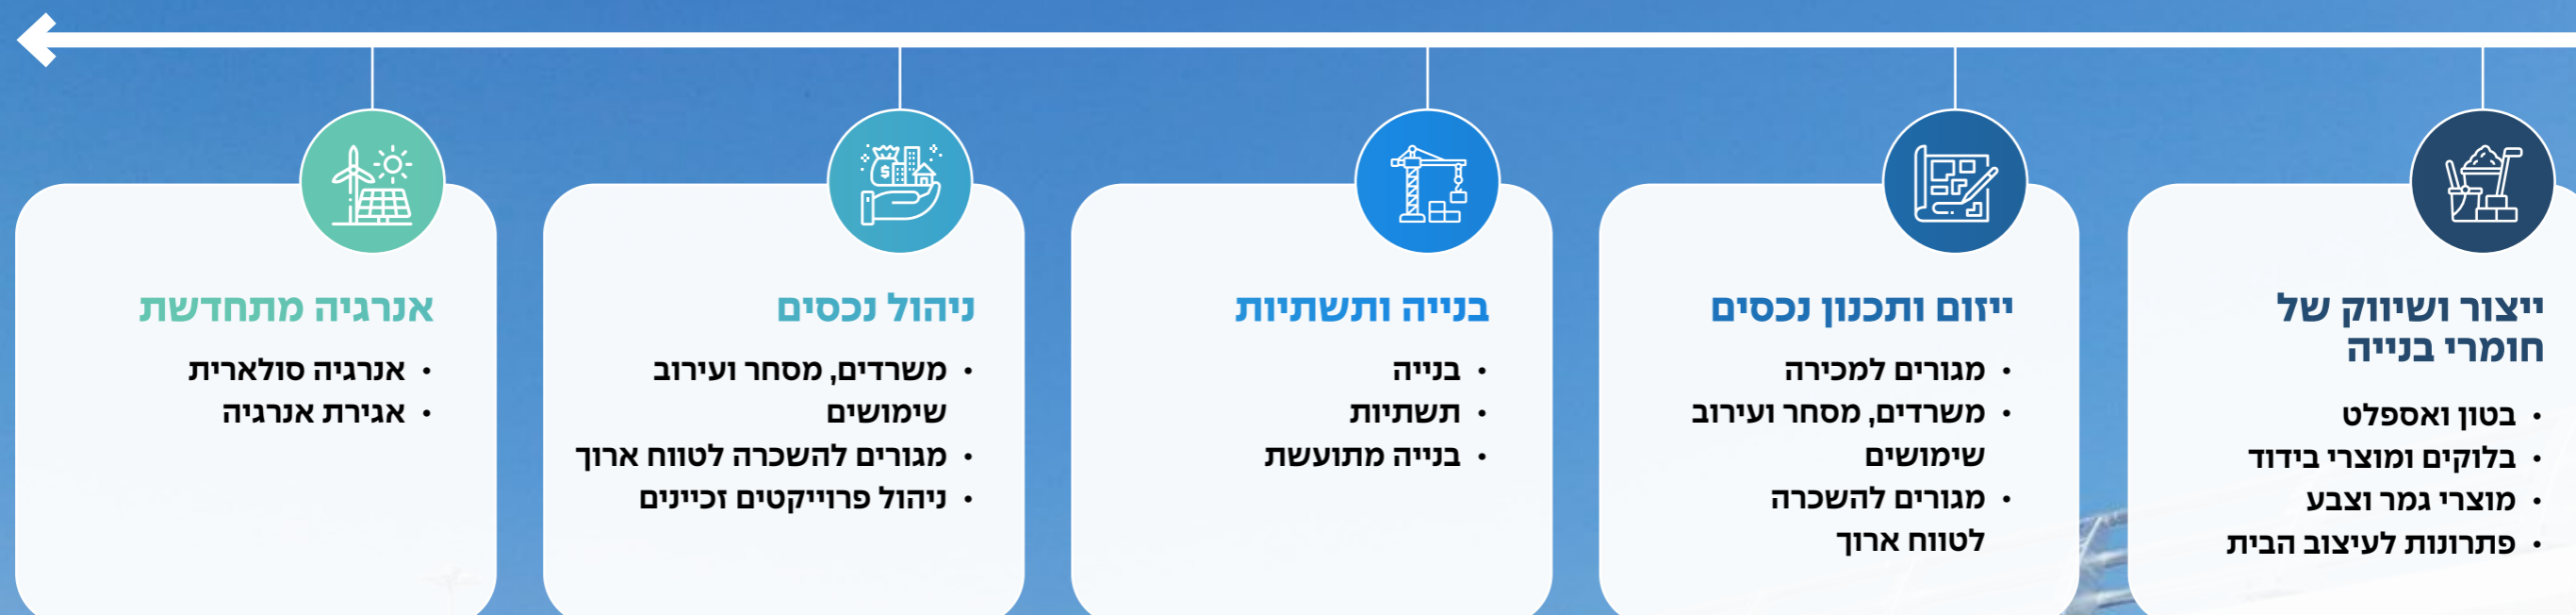 ייצור ושיווק של
חומרי בנייה
• בטון ואספלט
• בלוקים ומוצרי בידוד
• מוצרי גמר וצבע
• פתרונות לעיצוב הבית
ייזום ותכנון נכסים
• מגורים למכירה
• משרדים, מסחר ועירוב
שימושים
• מגורים להשכרה
לטווח ארוך
בנייה ותשתיות
• בנייה
• תשתיות
• בנייה מתועשת
ניהול נכסים
• משרדים, מסחר ועירוב
שימושים
• מגורים להשכרה לטווח ארוך
• ניהול פרוייקטים זכיינים
אנרגיה מתחדשת
• אנרגיה סולארית
• אגירת אנרגיה